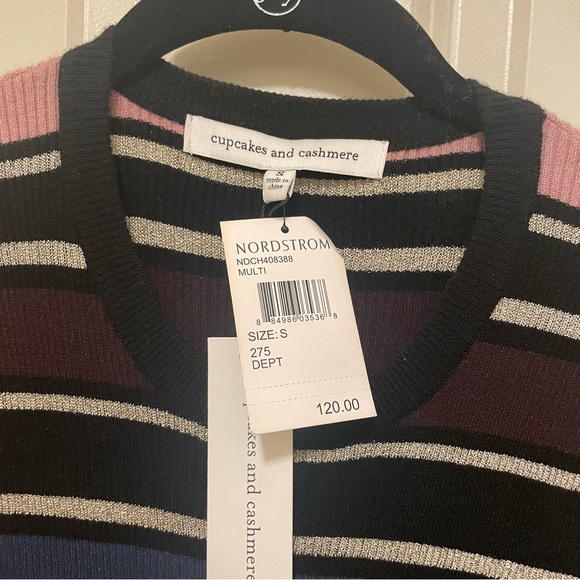 cupcakes and cashmere
S
made in
china
NORDSTROM
NDCH408388
MULTI
8 84986 03536 8
SIZE: S
275
DEPT
120.00
akes and cashmere